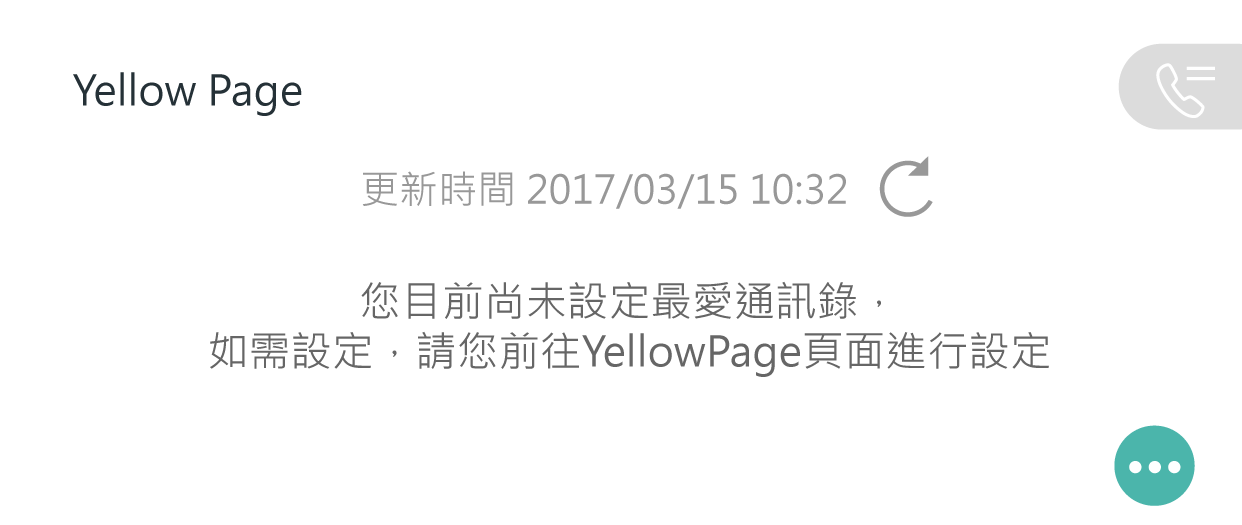 Yellow Page
更新時間 2017/03/15 10:32
您目前尚未設定最愛通訊錄，
如需設定，請您前往YellowPage頁面進行設定